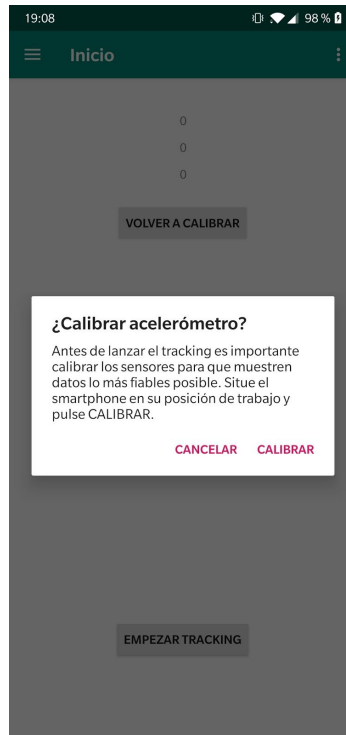 19:08
98 %
Inicio
0
0
0
VOLVER A CALIBRAR
¿Calibrar acelerómetro?
Antes de lanzar el tracking es importante
calibrar los sensores para que muestren
datos lo más fiables posible. Situe el
smartphone en su posición de trabajo y
pulse CALIBRAR.
CANCELAR CALIBRAR
EMPEZAR TRACKING